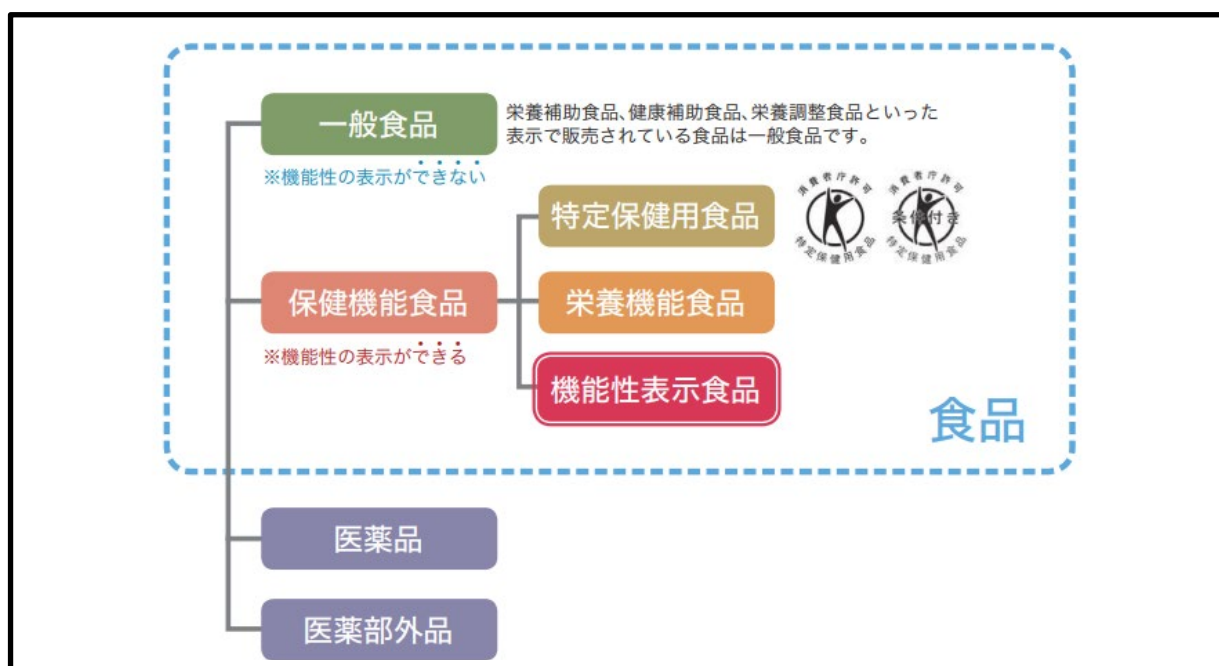 一般食品
栄養補助食品、健康補助食品、栄養調整食品といった
表示で販売されている食品は一般食品です。
※機能性の表示ができない
特定保健用食品
消費者庁許可
特定保健用食品
消費者庁許可
条件付き
特定保健用食品
保健機能食品
栄養機能食品
※機能性の表示ができる
機能性表示食品
食品
医薬品
医薬部外品